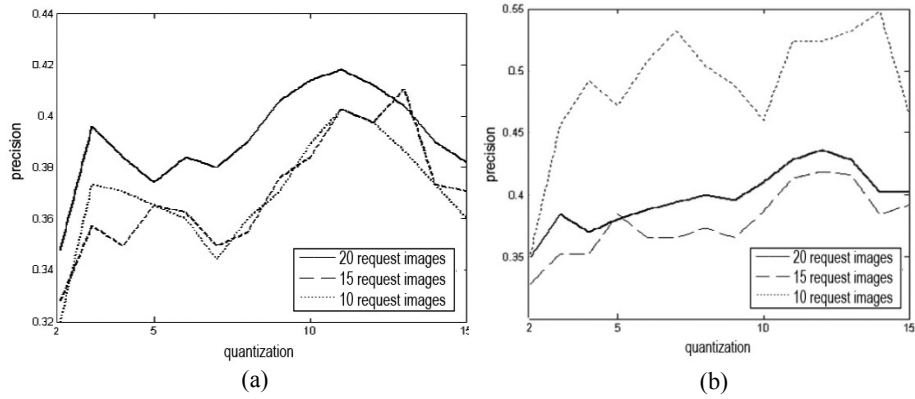 0.44
0.42
0.4
0.38
0.36
0.34
0.32
precision
2
5
10
15
quantization
20 request images
15 request images
10 request images
(a)
0.55
0.5
0.45
0.4
0.35
precision
2
5
10
15
quantization
20 request images
15 request images
10 request images
(b)